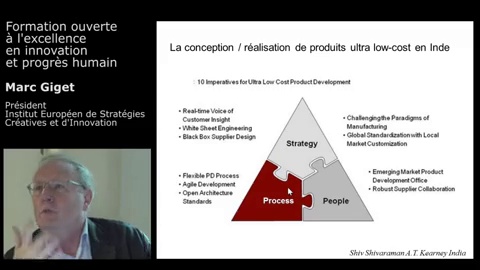 Formation ouverte
à l'excellence
en innovation
et progrès humain
Marc Giget
Président
Institut Européen de Stratégies
Créatives et d'Innovation
La conception / réalisation de produits ultra low-cost en Inde
10 Imperatives for Ultra Low Cost Product Development
• Real-time Voice of
Customer Insight
• White Sheet Engineering
• Black Box Supplier Design
• Challenging the Paradigms of
Manufacturing
• Global Standardization with Local
Market Customization
Strategy
• Flexible PD Process
• Agile Development
• Open Architecture
Standards
• Emerging Market Product
Development Office
• Robust Supplier Collaboration
Process
People
Shiv Shivaraman A.T. Kearney India